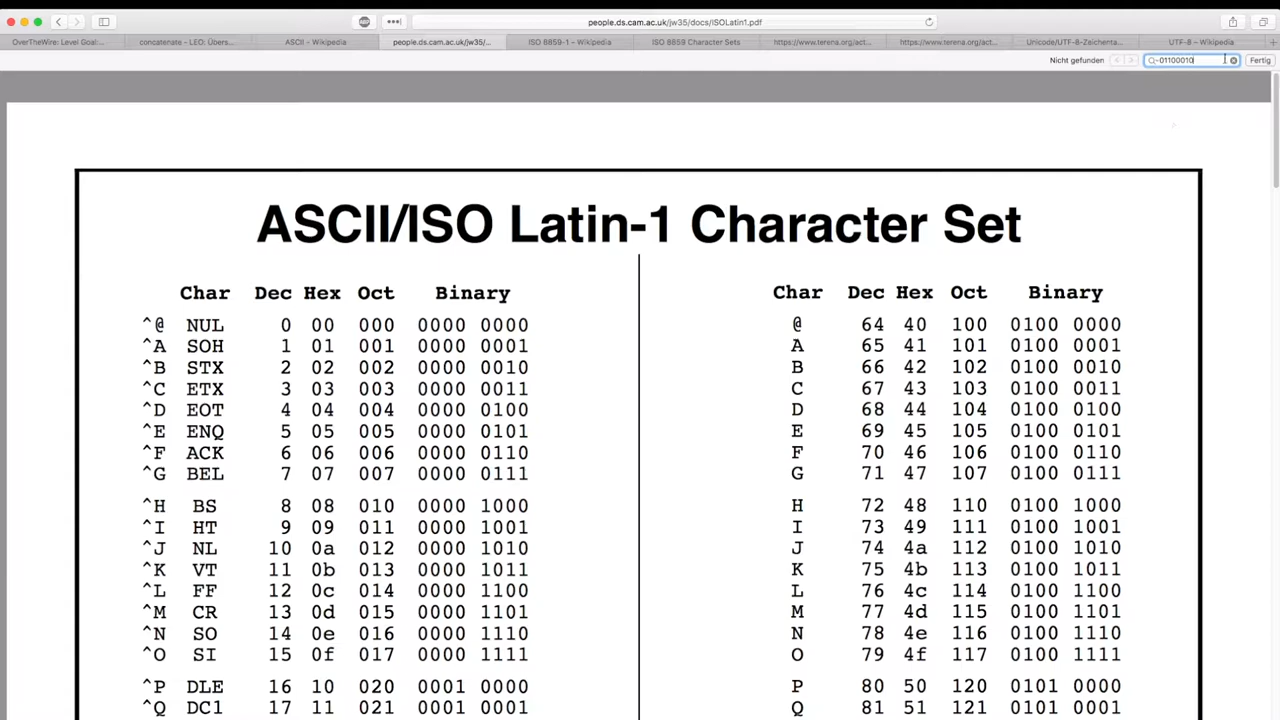 people.ds.cam.ac.uk/jw35/docs/ISOLatin1.pdf
OverTheWire: Level Goal:... concatenate - LEO: Übers... ASCII - Wikipedia people.ds.cam.ac.uk/jw35/... ISO 8859-1 - Wikipedia ISO 8859 Character Sets https://www.terena.org/act... https://www.terena.org/act... Unicode/UTF-8-Zeichenta... UTF-8 - Wikipedia
Nicht gefunden 01100010 Fertig
ASCII/ISO Latin-1 Character Set
Char Dec Hex Oct Binary Char Dec Hex Oct Binary
^@ NUL 0 00 000 0000 0000 @ 64 40 100 0100 0000
^A SOH 1 01 001 0000 0001 A 65 41 101 0100 0001
^B STX 2 02 002 0000 0010 B 66 42 102 0100 0010
^C ETX 3 03 003 0000 0011 C 67 43 103 0100 0011
^D EOT 4 04 004 0000 0100 D 68 44 104 0100 0100
^E ENQ 5 05 005 0000 0101 E 69 45 105 0100 0101
^F ACK 6 06 006 0000 0110 F 70 46 106 0100 0110
^G BEL 7 07 007 0000 0111 G 71 47 107 0100 0111
^H BS 8 08 010 0000 1000 H 72 48 110 0100 1000
^I HT 9 09 011 0000 1001 I 73 49 111 0100 1001
^J NL 10 0a 012 0000 1010 J 74 4a 112 0100 1010
^K VT 11 0b 013 0000 1011 K 75 4b 113 0100 1011
^L FF 12 0c 014 0000 1100 L 76 4c 114 0100 1100
^M CR 13 0d 015 0000 1101 M 77 4d 115 0100 1101
^N SO 14 0e 016 0000 1110 N 78 4e 116 0100 1110
^O SI 15 0f 017 0000 1111 O 79 4f 117 0100 1111
^P DLE 16 10 020 0001 0000 P 80 50 120 0101 0000
^Q DC1 17 11 021 0001 0001 Q 81 51 121 0101 0001